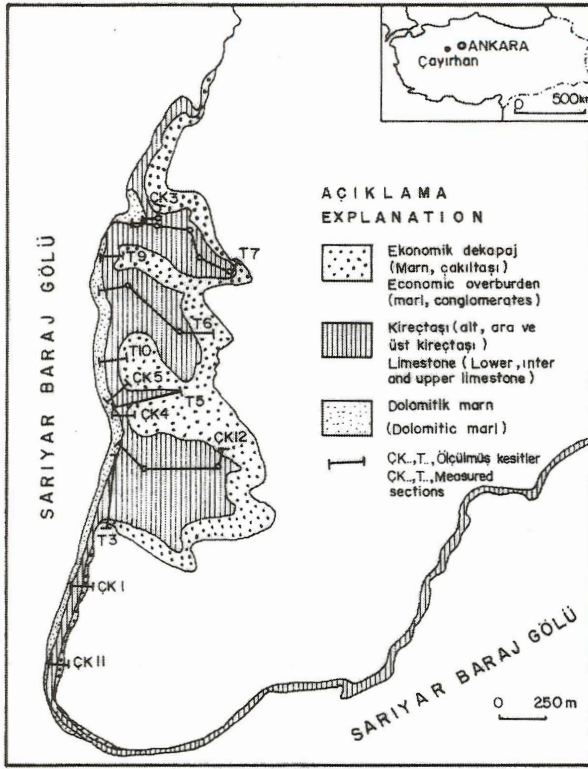 ANKARA
Çayırhan
0 500km
AÇIKLAMA
EXPLANATION
Ekonomik dekapaj
(Marn, çakıltaşı)
Economic overburden
(marl, conglomerates)
Kireçtaşı (alt, ara ve
üst kireçtaşı)
Limestone (Lower, inter
and upper limestone)
Dolomitik marn
(Dolomitic marl)
ÇK.., T.., Ölçülmüş kesitler
ÇK.., T.., Measured
sections
ÇK3
T7
T9
T6
T10
ÇK5
T5
ÇK4
ÇK12
T3
ÇK1
ÇK11
SARIYAR BARAJ GÖLÜ
SARIYAR BARAJ GÖLÜ
0 250 m